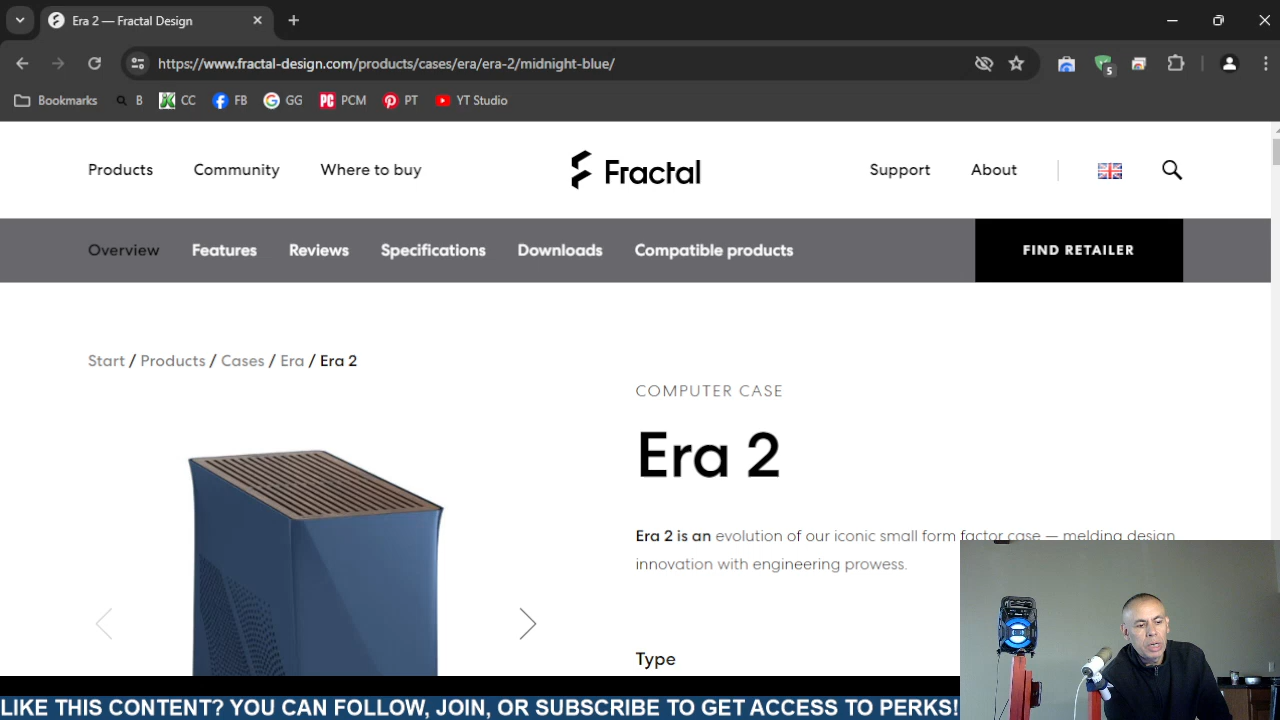 Era 2 — Fractal Design
https://www.fractal-design.com/products/cases/era/era-2/midnight-blue/
5
Bookmarks B CC FB GG PCM PT YT Studio
Products Community Where to buy Fractal Support About
Overview Features Reviews Specifications Downloads Compatible products FIND RETAILER
Start / Products / Cases / Era / Era 2
COMPUTER CASE
Era 2
Era 2 is an evolution of our iconic small form factor case — melding design
innovation with engineering prowess.
Type
LIKE THIS CONTENT? YOU CAN FOLLOW, JOIN, OR SUBSCRIBE TO GET ACCESS TO PERKS!